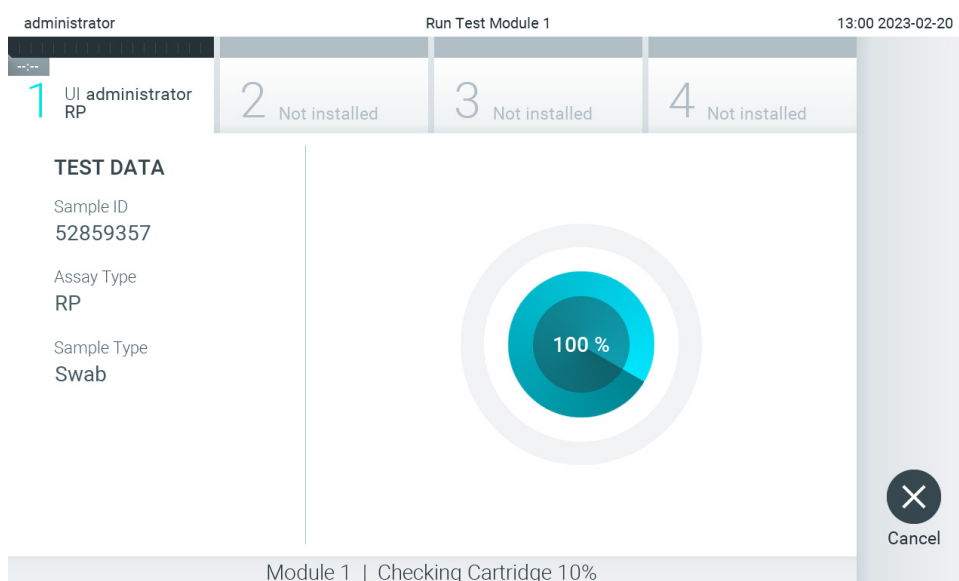 administrator
Run Test Module 1
13:00 2023-02-20
--:--
1
UI administrator
RP
2 Not installed
3 Not installed
4 Not installed
TEST DATA
Sample ID
52859357
Assay Type
RP
Sample Type
Swab
100 %
Cancel
Module 1 | Checking Cartridge 10%